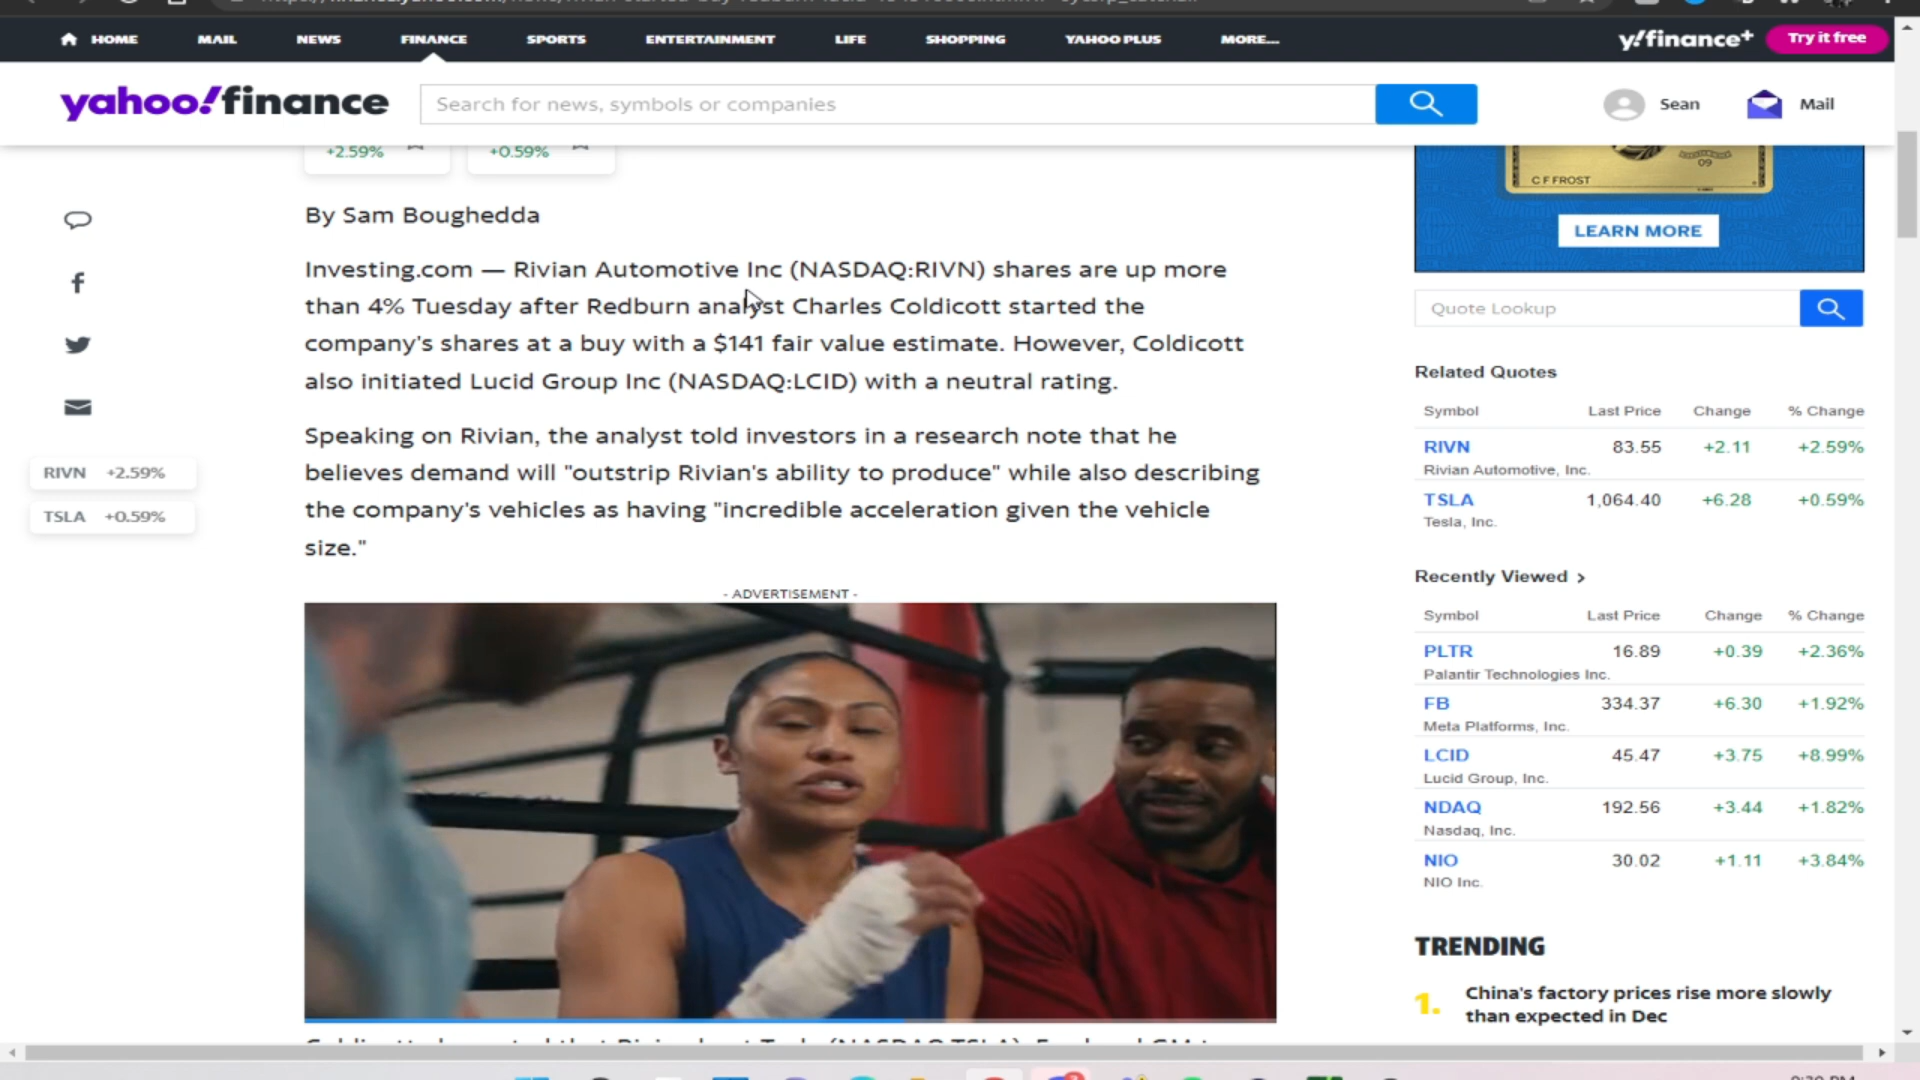 HOME MAIL NEWS FINANCE SPORTS ENTERTAINMENT LIFE SHOPPING YAHOO PLUS MORE... y!finance+ Try it free
yahoo!finance Search for news, symbols or companies Sean Mail
+2.59% +0.59%
By Sam Boughedda
Investing.com — Rivian Automotive Inc (NASDAQ:RIVN) shares are up more
than 4% Tuesday after Redburn analyst Charles Coldicott started the
company's shares at a buy with a $141 fair value estimate. However, Coldicott
also initiated Lucid Group Inc (NASDAQ:LCID) with a neutral rating.
Speaking on Rivian, the analyst told investors in a research note that he
believes demand will "outstrip Rivian's ability to produce" while also describing
the company's vehicles as having "incredible acceleration given the vehicle
size."
- ADVERTISEMENT -
RIVN +2.59%
TSLA +0.59%
09
C F FROST
LEARN MORE
Quote Lookup
Related Quotes
Symbol Last Price Change % Change
RIVN 83.55 +2.11 +2.59%
Rivian Automotive, Inc.
TSLA 1,064.40 +6.28 +0.59%
Tesla, Inc.
Recently Viewed >
Symbol Last Price Change % Change
PLTR 16.89 +0.39 +2.36%
Palantir Technologies Inc.
FB 334.37 +6.30 +1.92%
Meta Platforms, Inc.
LCID 45.47 +3.75 +8.99%
Lucid Group, Inc.
NDAQ 192.56 +3.44 +1.82%
Nasdaq, Inc.
NIO 30.02 +1.11 +3.84%
NIO Inc.
TRENDING
1. China's factory prices rise more slowly
than expected in Dec